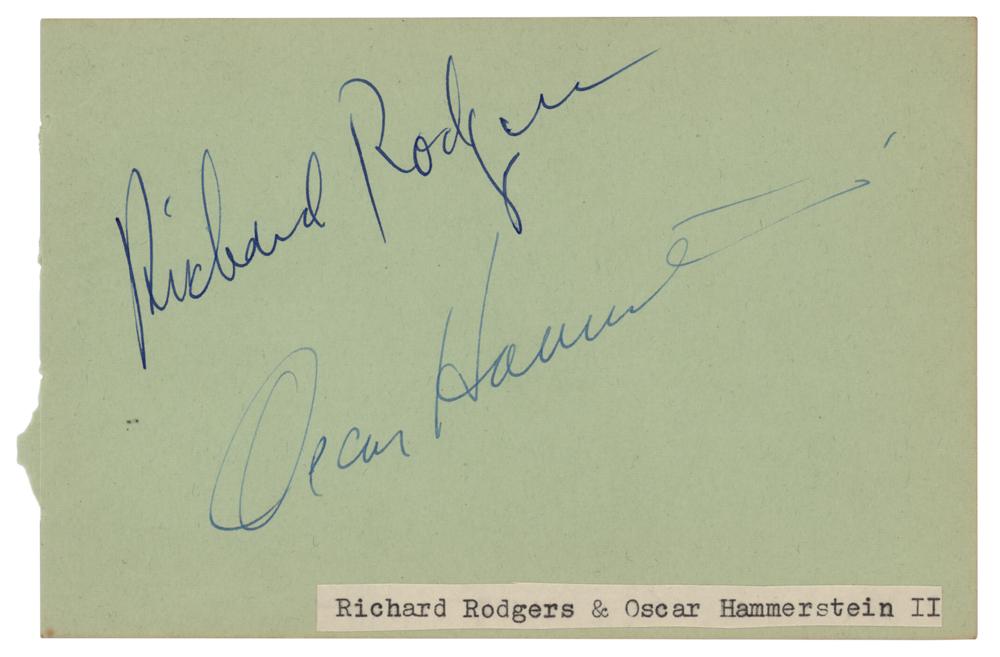 Richard Rodgers
Oscar Hammerstein
Richard Rodgers & Oscar Hammerstein II